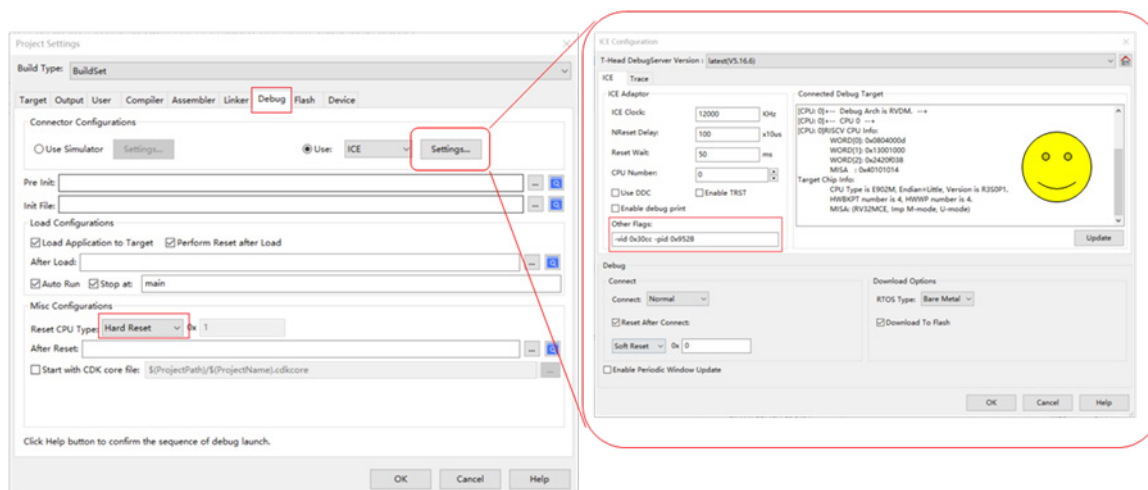 Project Settings
Build Type: BuildSet
Target Output User Compiler Assembler Linker Debug Flash Device
Connector Configurations
Use Simulator Settings... Use: ICE Settings...
Pre Init: ...
Init File: ...
Load Configurations
Load Application to Target Perform Reset after Load
After Load: ...
Auto Run Stop at: main
Misc Configurations
Reset CPU Type: Hard Reset 0x 1
After Reset: ...
Start with CDK core file: $(ProjectPath)/$(ProjectName).cdkcore ...
Click Help button to confirm the sequence of debug launch.
OK Cancel Help
ICE Configuration
T-Head DebugServer Version : latest(V5.16.6)
ICE Trace
ICE Adaptor
ICE Clock: 12000 KHz
NReset Delay: 100 x10us
Reset Wait: 50 ms
CPU Number: 0
Use DDC Enable TRST
Enable debug print
Other Flags:
-vid 0x30cc -pid 0x9528
Connected Debug Target
[CPU: 0]+-- Debug Arch is RVDM. --+
[CPU: 0]+-- CPU 0 --+
[CPU: 0]RISCV CPU Info:
WORD[0]: 0x0804000d
WORD[1]: 0x13001000
WORD[2]: 0x2420f038
MISA : 0x40101014
Target Chip Info:
CPU Type is E902M, Endian=Little, Version is R3S0P1.
HWBKPT number is 4, HWWP number is 4.
MISA: (RV32MCE, Imp M-mode, U-mode)
Update
Debug
Connect
Connect: Normal
Reset After Connect:
Soft Reset 0x 0
Download Options
RTOS Type: Bare Metal
Download To Flash
Enable Periodic Window Update
OK Cancel Help